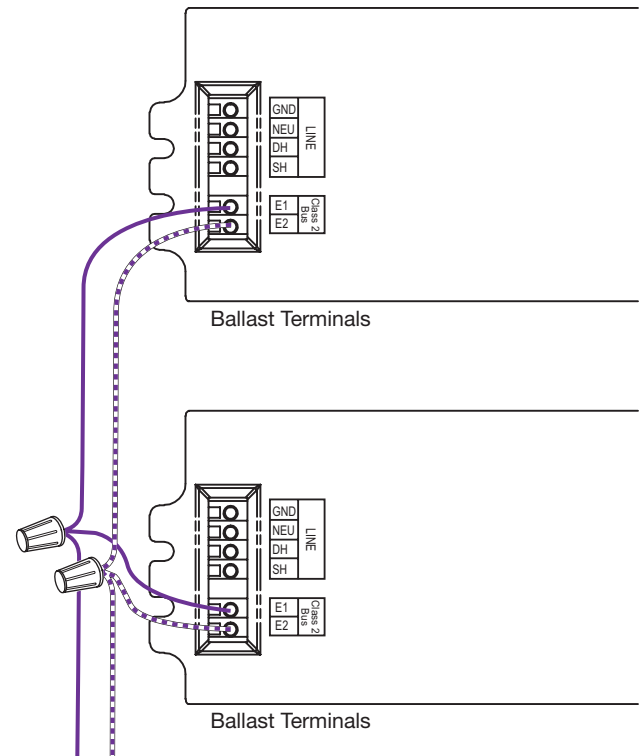 GND
NEU
DH
SH
LINE
E1
E2
Class 2
Bus
Ballast Terminals
GND
NEU
DH
SH
LINE
E1
E2
Class 2
Bus
Ballast Terminals